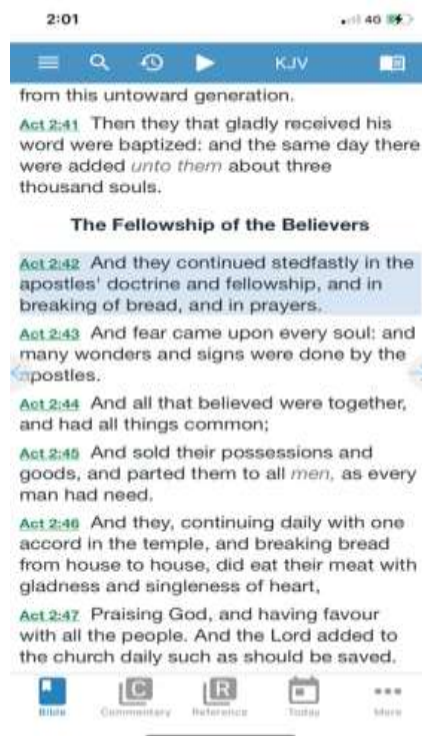 2:01
4G
KJV
from this untoward generation.
Act 2:41 Then they that gladly received his
word were baptized: and the same day there
were added unto them about three
thousand souls.
The Fellowship of the Believers
Act 2:42 And they continued stedfastly in the
apostles' doctrine and fellowship, and in
breaking of bread, and in prayers.
Act 2:43 And fear came upon every soul: and
many wonders and signs were done by the
apostles.
Act 2:44 And all that believed were together,
and had all things common;
Act 2:45 And sold their possessions and
goods, and parted them to all men, as every
man had need.
Act 2:46 And they, continuing daily with one
accord in the temple, and breaking bread
from house to house, did eat their meat with
gladness and singleness of heart,
Act 2:47 Praising God, and having favour
with all the people. And the Lord added to
the church daily such as should be saved.
C R
Bible Commentary Reference Today More